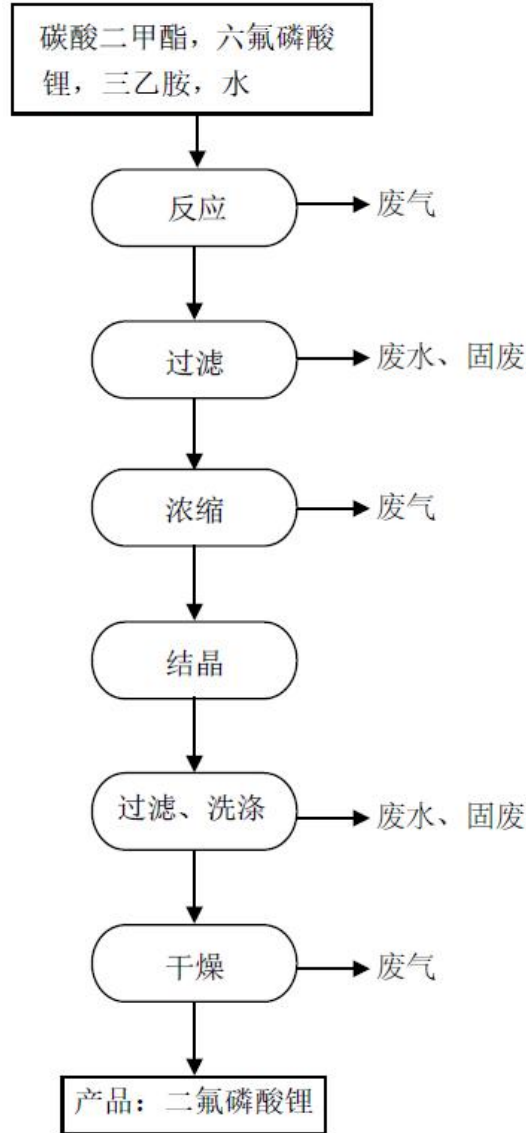 碳酸二甲酯，六氟磷酸
锂，三乙胺，水
反应
废气
过滤
废水、固废
浓缩
废气
结晶
过滤、洗涤
废水、固废
干燥
废气
产品：二氟磷酸锂